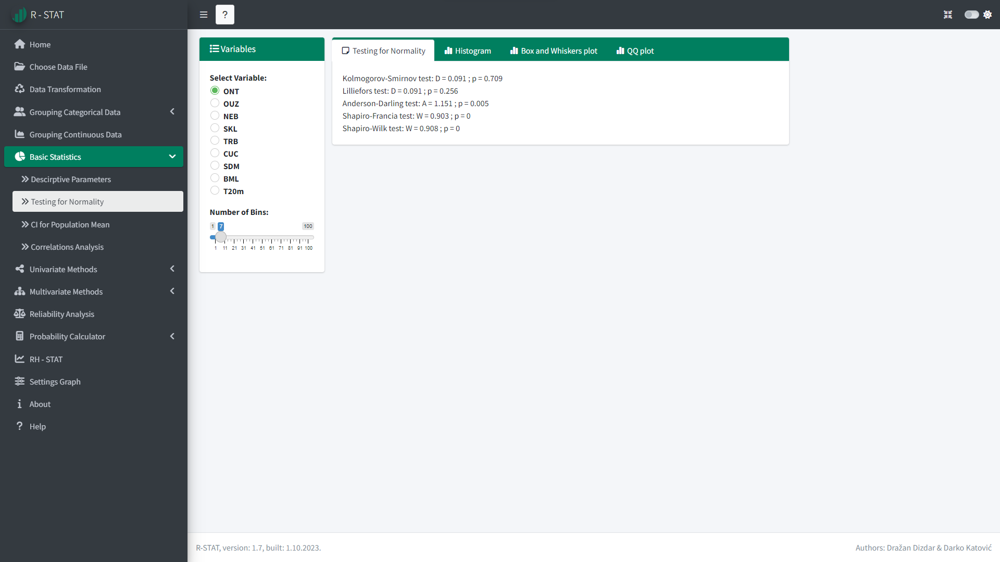 R - STAT
?
Home
Choose Data File
Data Transformation
Grouping Categorical Data
Grouping Continuous Data
Basic Statistics
Descirptive Parameters
Testing for Normality
CI for Population Mean
Correlations Analysis
Univariate Methods
Multivariate Methods
Reliability Analysis
Probability Calculator
RH - STAT
Settings Graph
About
Help
Variables
Select Variable:
ONT
OUZ
NEB
SKL
TRB
CUC
SDM
BML
T20m
Number of Bins:
1 7 100
1 11 21 31 41 51 61 71 81 91 100
Testing for Normality Histogram Box and Whiskers plot QQ plot
Kolmogorov-Smirnov test: D = 0.091 ; p = 0.709
Lilliefors test: D = 0.091 ; p = 0.256
Anderson-Darling test: A = 1.151 ; p = 0.005
Shapiro-Francia test: W = 0.903 ; p = 0
Shapiro-Wilk test: W = 0.908 ; p = 0
R-STAT, version: 1.7, built: 1.10.2023.
Authors: Dražan Dizdar & Darko Katović